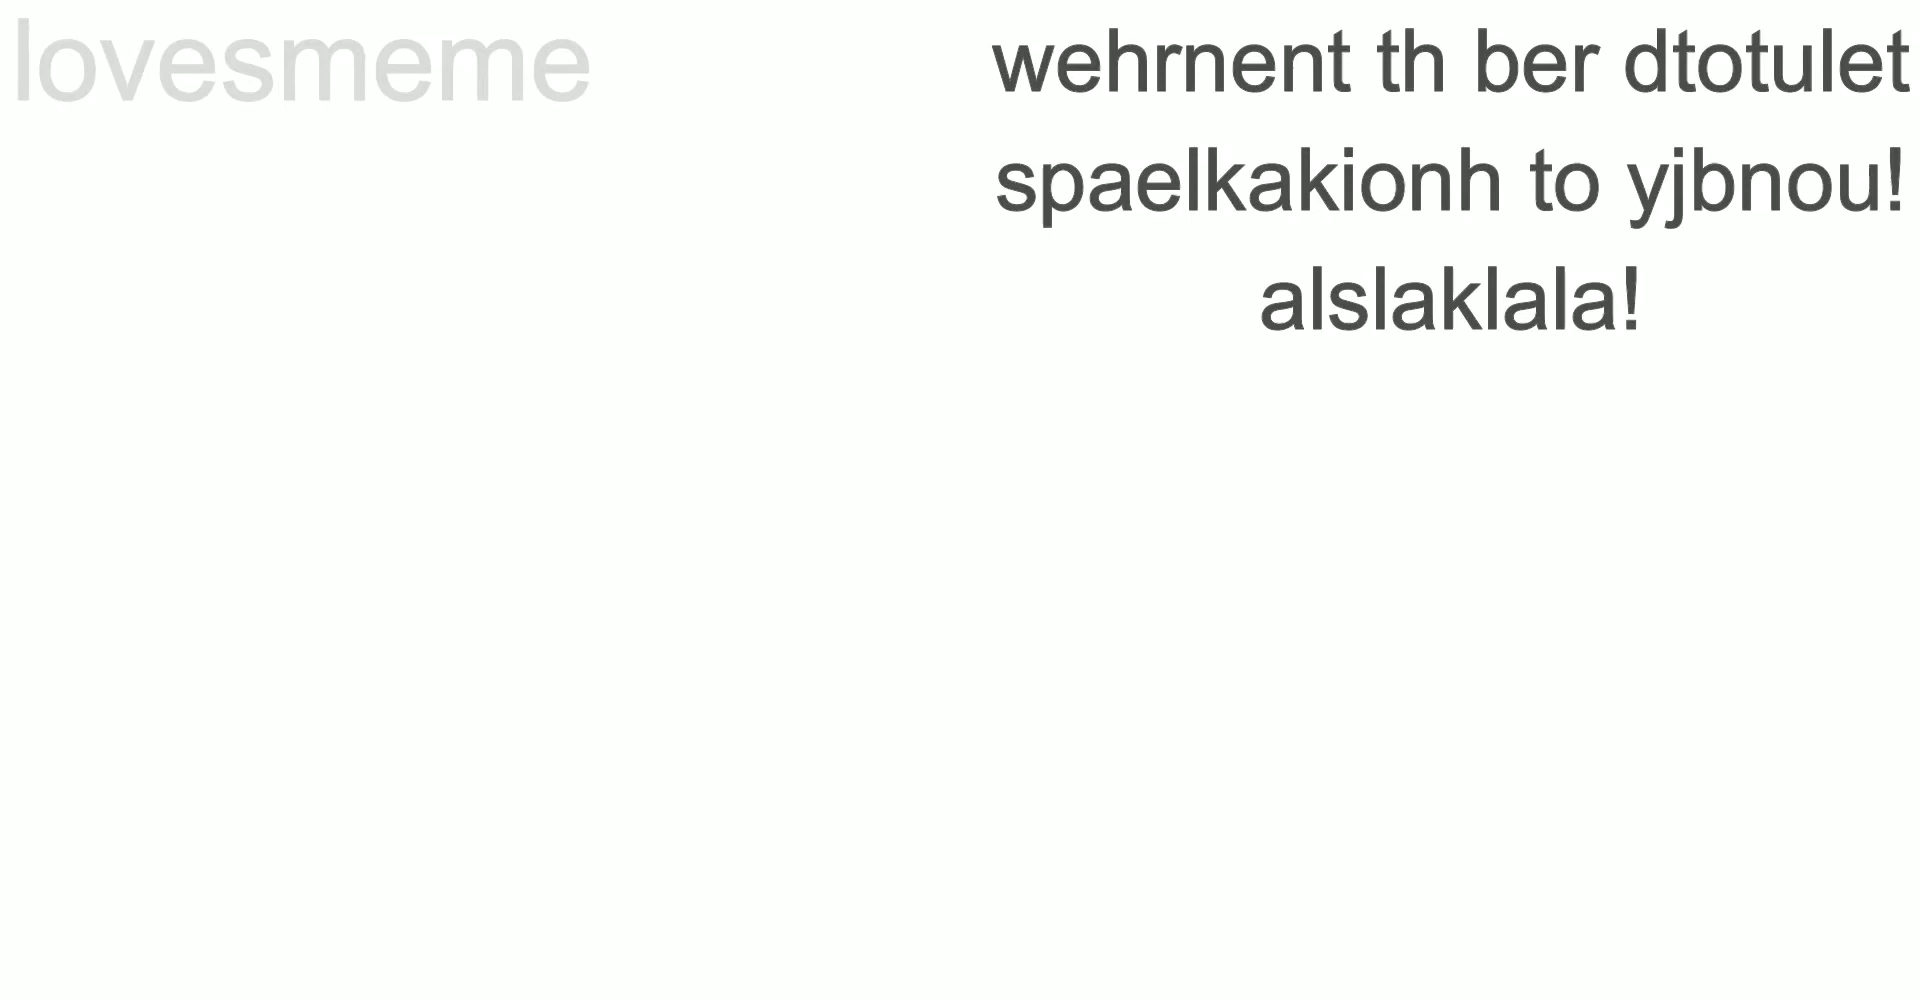 lovesmeme
wehrnent th ber dtotulet
spaelkakionh to yjbnou!
alslaklala!